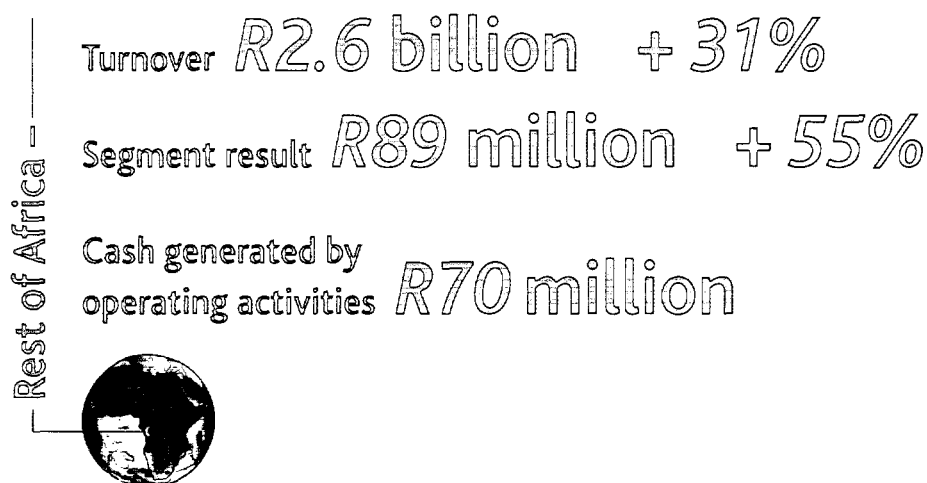 Turnover R2.6 billion + 31%
Segment result R89 million + 55%
Cash generated by
operating activities R70 million
Rest of Africa –